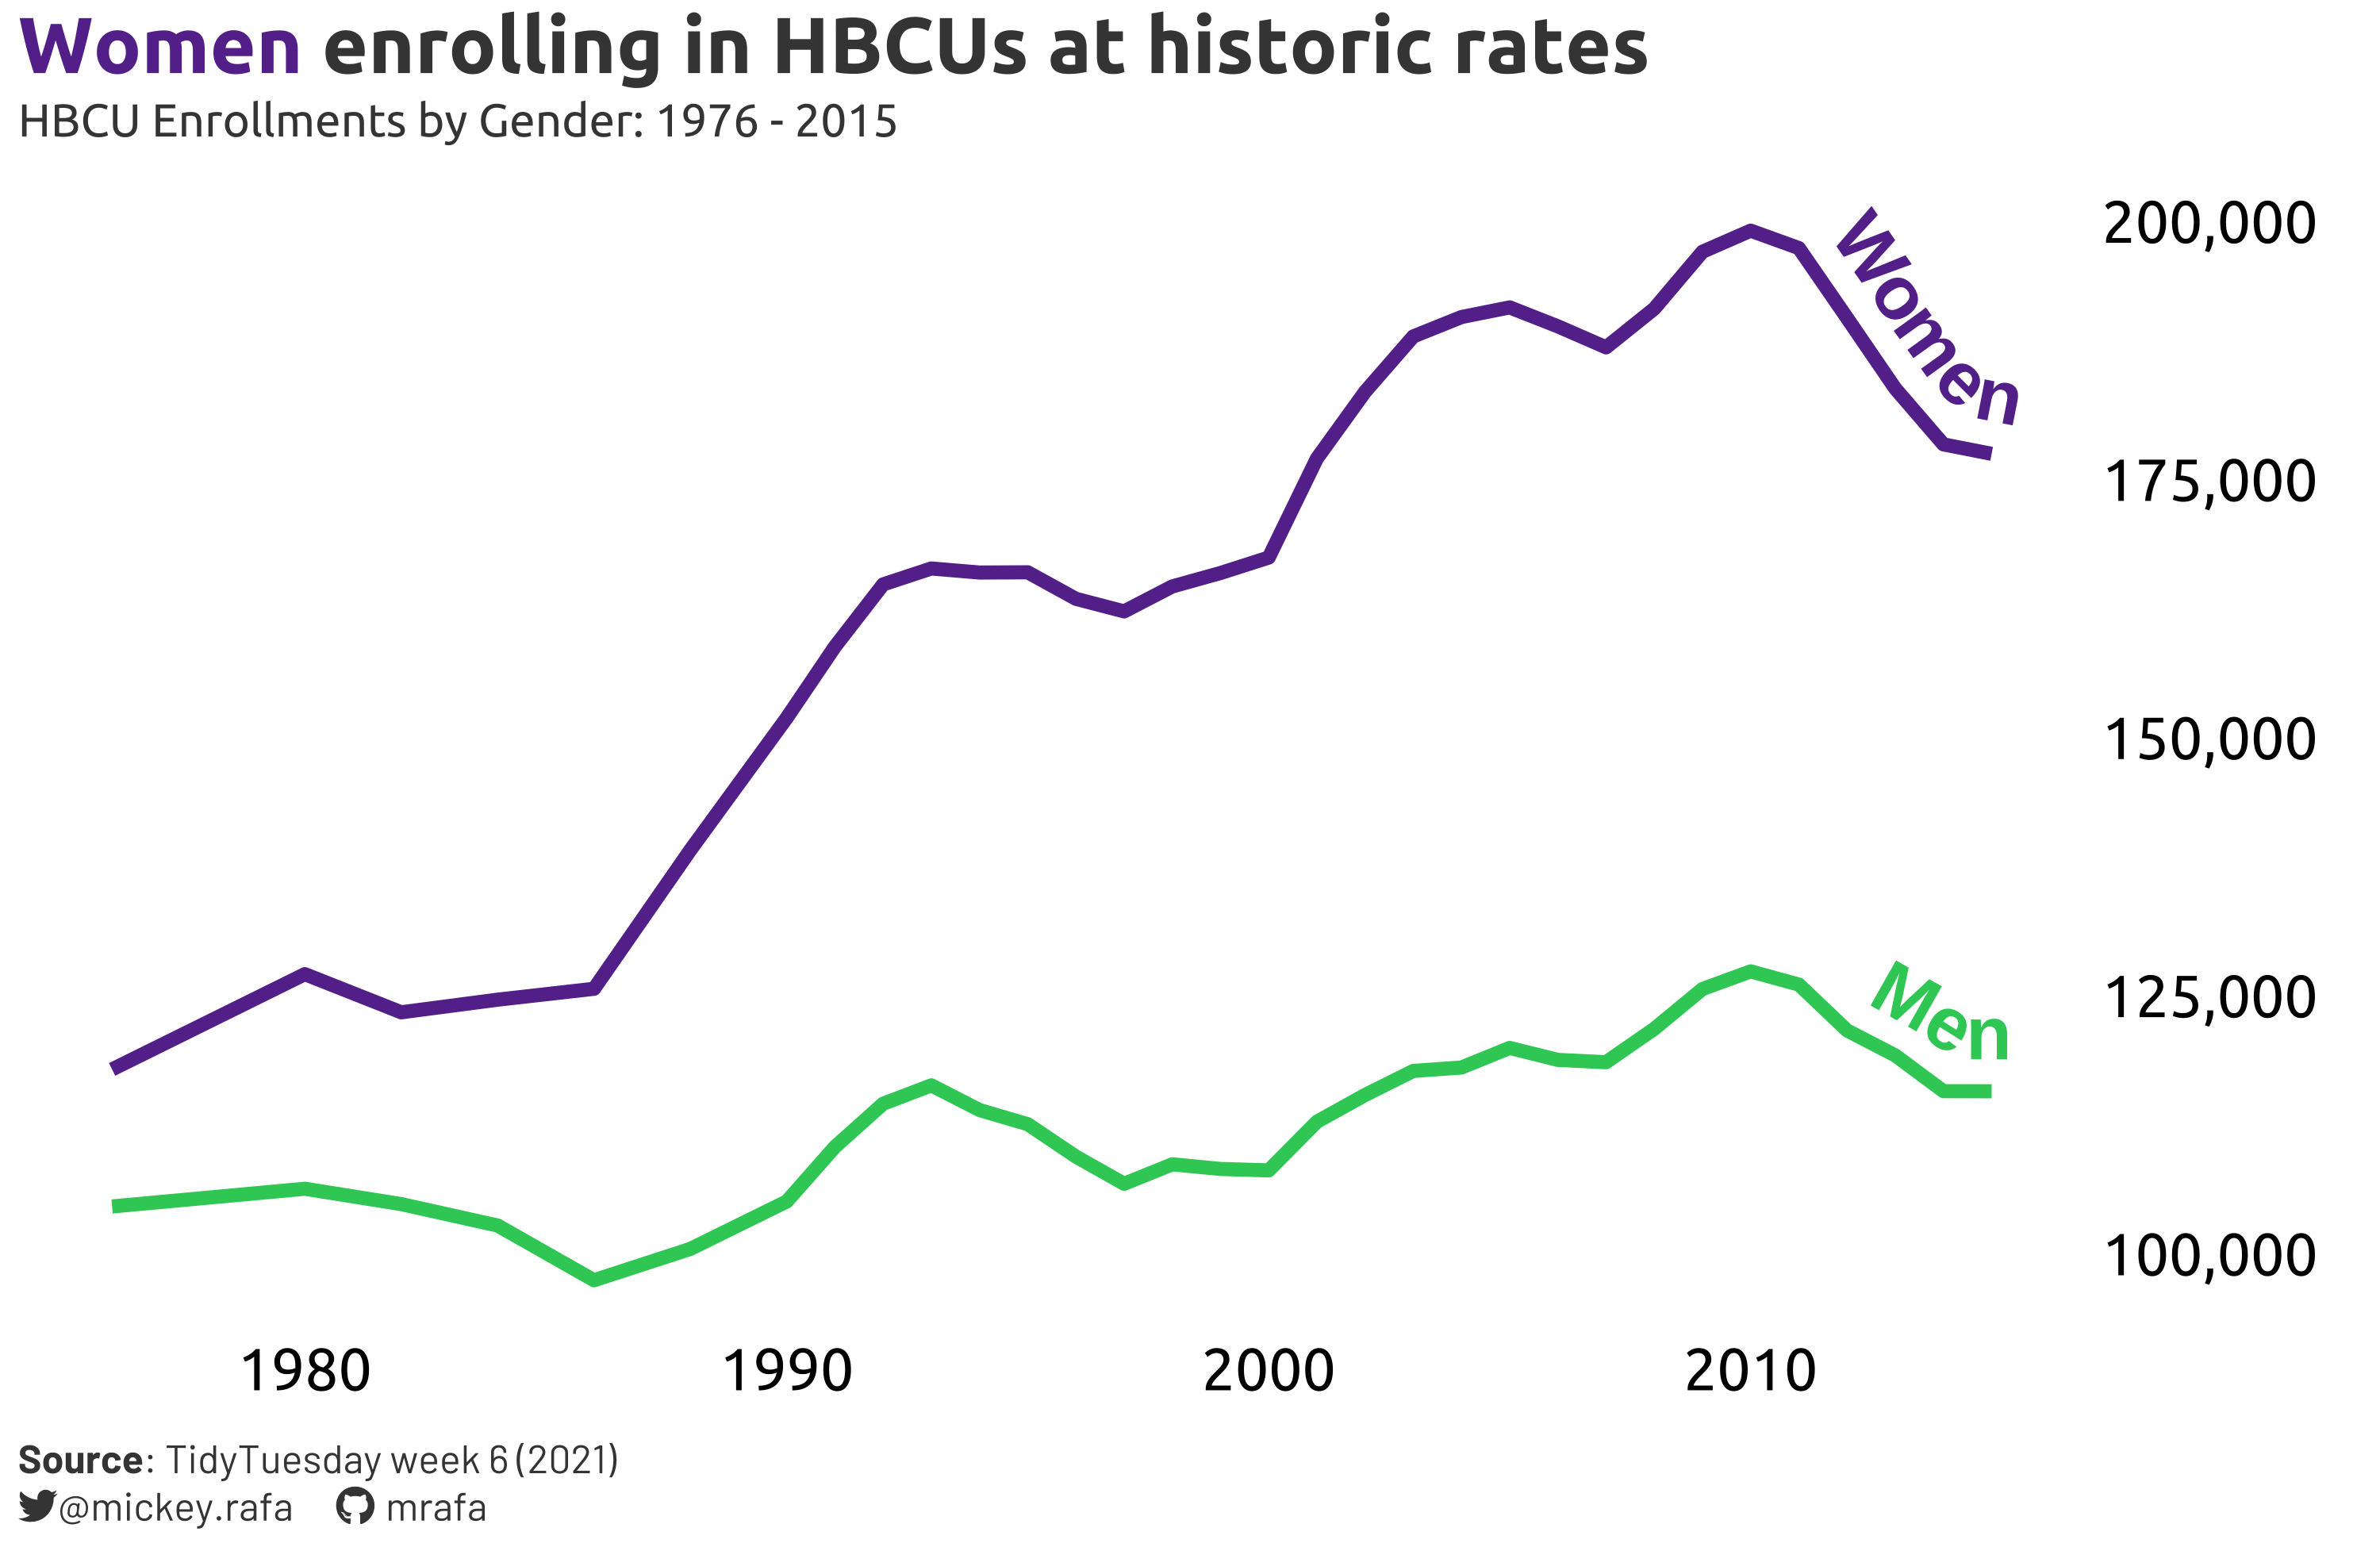 Women enrolling in HBCUs at historic rates
HBCU Enrollments by Gender: 1976 - 2015
200,000
Women
175,000
150,000
125,000
Men
100,000
1980 1990 2000 2010
Source: TidyTuesday week 6 (2021)
@mickey.rafa mrafa